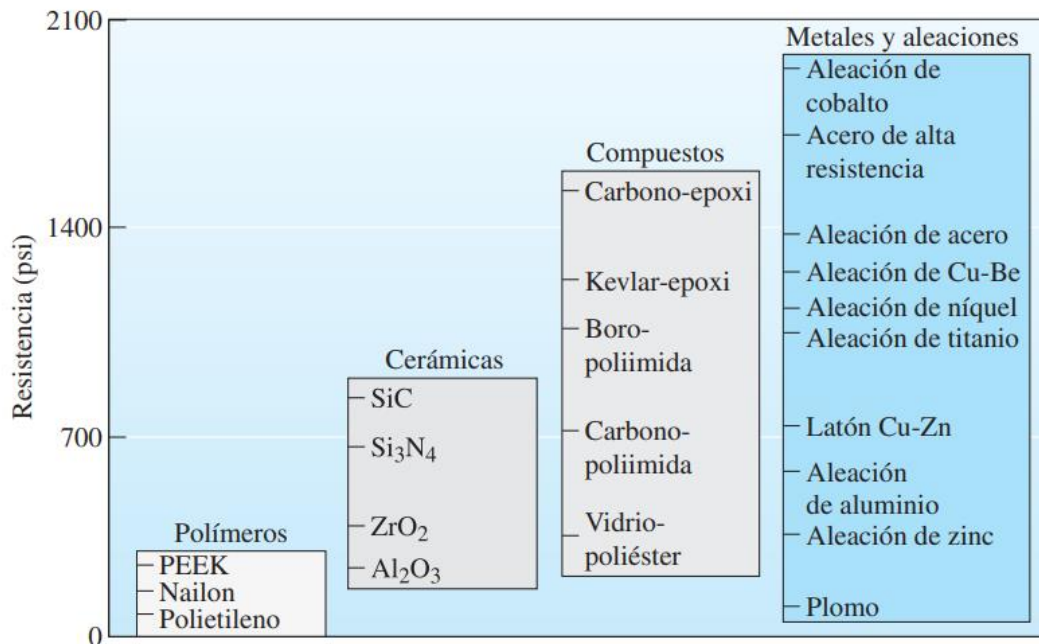 2100
1400
700
0
Resistencia (psi)
Polímeros
PEEK
Nailon
Polietileno
Cerámicas
SiC
Si₃N₄
ZrO₂
Al₂O₃
Compuestos
Carbono-epoxi
Kevlar-epoxi
Boro-
poliimida
Carbono-
poliimida
Vidrio-
poliéster
Metales y aleaciones
Aleación de
cobalto
Acero de alta
resistencia
Aleación de acero
Aleación de Cu-Be
Aleación de níquel
Aleación de titanio
Latón Cu-Zn
Aleación
de aluminio
Aleación de zinc
Plomo